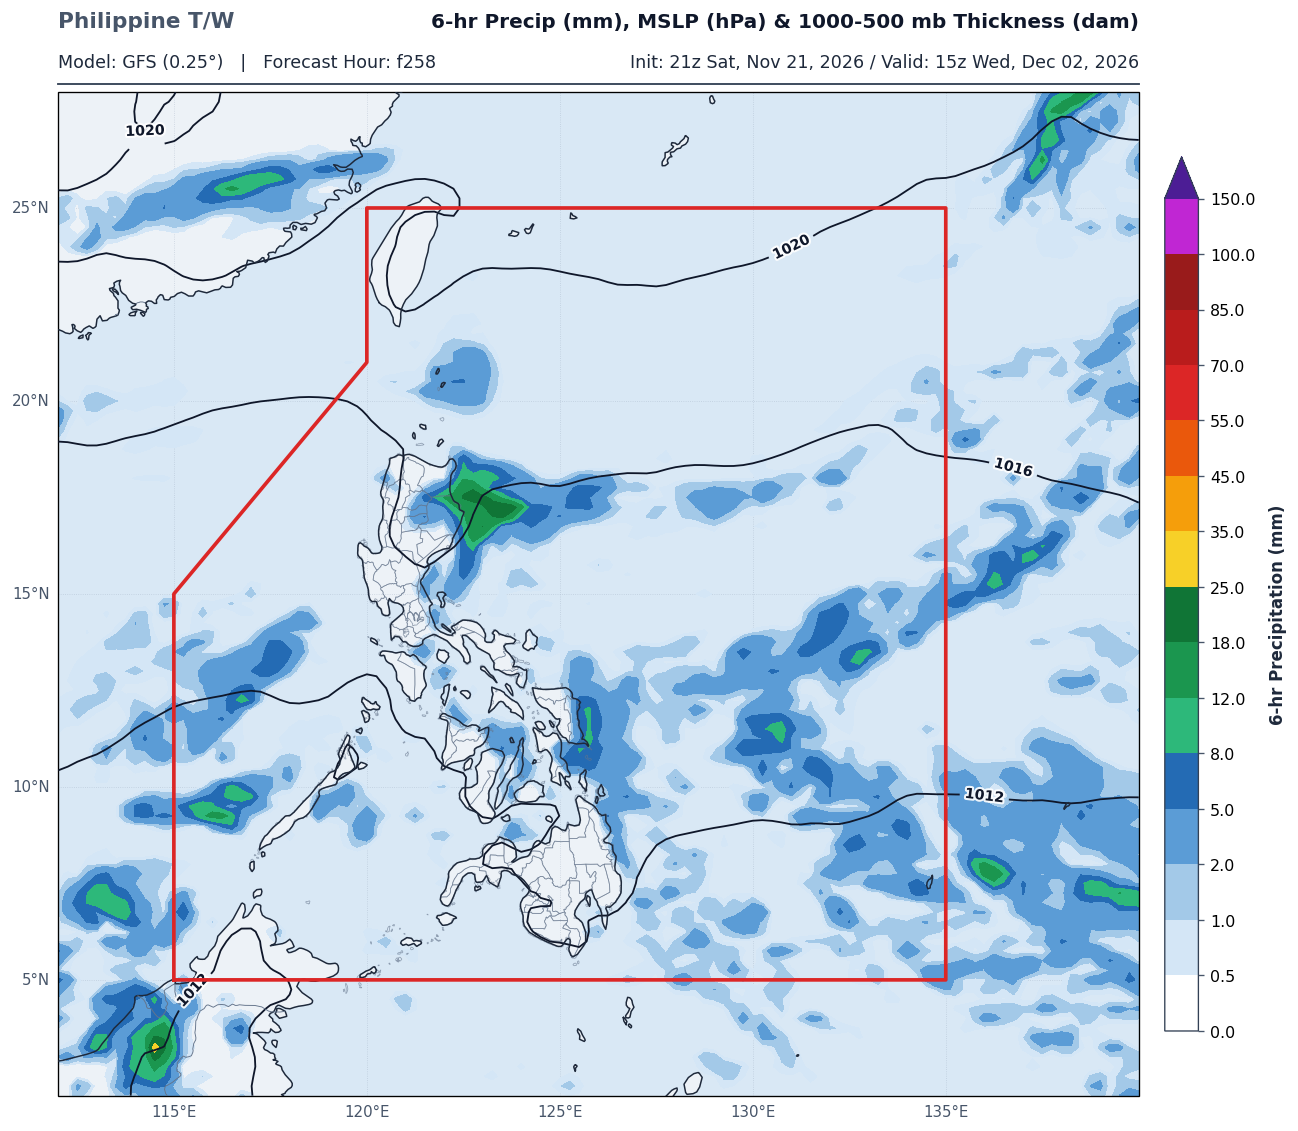 Philippine T/W
6-hr Precip (mm), MSLP (hPa) & 1000-500 mb Thickness (dam)
Model: GFS (0.25°) | Forecast Hour: f258
Init: 21z Sat, Nov 21, 2026 / Valid: 15z Wed, Dec 02, 2026
1020
1020
1016
1012
1012
25°N
20°N
15°N
10°N
5°N
115°E
120°E
125°E
130°E
135°E
150.0
100.0
85.0
70.0
55.0
45.0
35.0
25.0
18.0
12.0
8.0
5.0
2.0
1.0
0.5
0.0
6-hr Precipitation (mm)